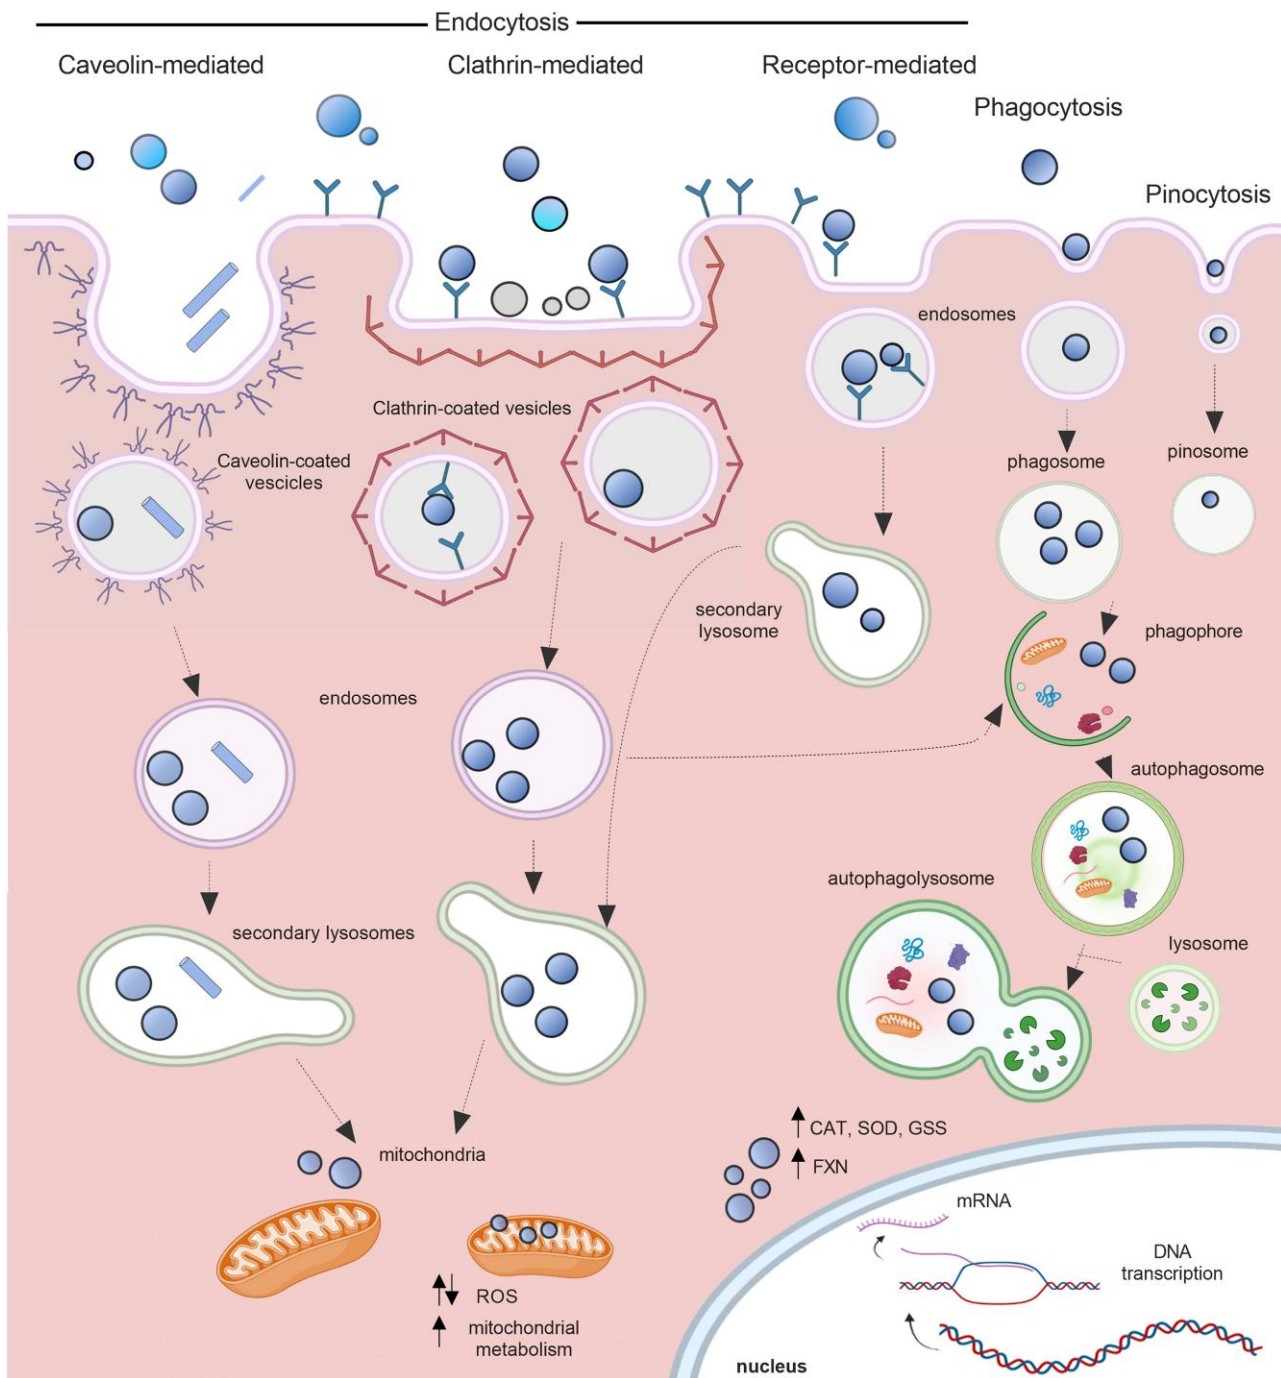 Endocytosis
Caveolin-mediated
Clathrin-mediated
Receptor-mediated
Phagocytosis
Pinocytosis
endosomes
Clathrin-coated vesicles
Caveolin-coated
vescicles
phagosome
pinosome
secondary
lysosome
phagophore
endosomes
autophagosome
autophagolysosome
secondary lysosomes
lysosome
mitochondria
CAT, SOD, GSS
FXN
mRNA
DNA
transcription
ROS
mitochondrial
metabolism
nucleus